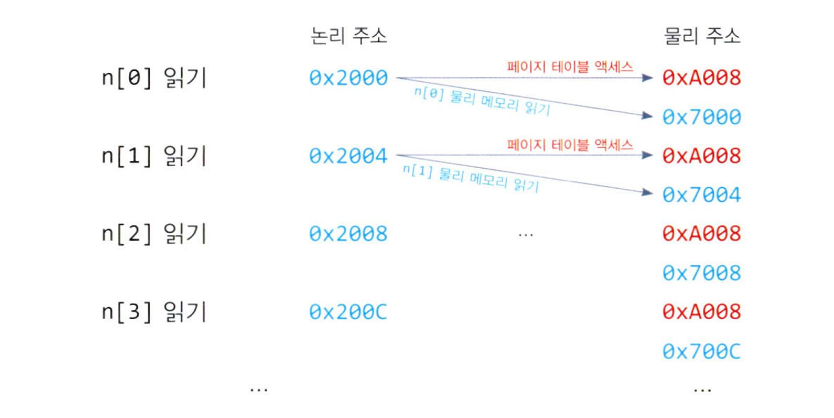 논리 주소 물리 주소
n[0] 읽기 0x2000 페이지 테이블 액세스 0xA008
n[0] 물리 메모리 읽기 0x7000
n[1] 읽기 0x2004 페이지 테이블 액세스 0xA008
n[1] 물리 메모리 읽기 0x7004
n[2] 읽기 0x2008 ... 0xA008
0x7008
n[3] 읽기 0x200C 0xA008
0x700C
... ...